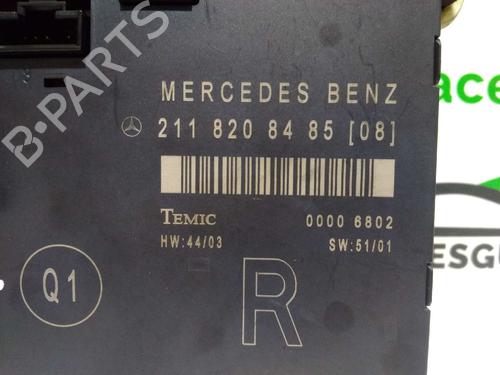 B-PARTS
MERCEDES BENZ
211 820 84 85 [08]
TEMIC
0000 6802
HW:44/03
SW:51/01
Q1
R
ace
ESGU